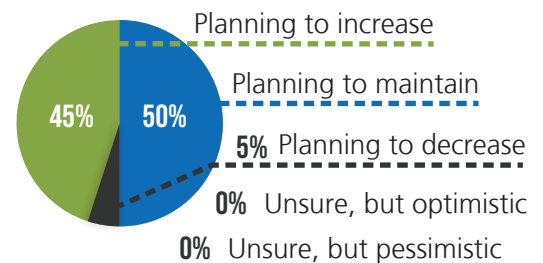 Planning to increase
Planning to maintain
45%
50%
5% Planning to decrease
0% Unsure, but optimistic
0% Unsure, but pessimistic